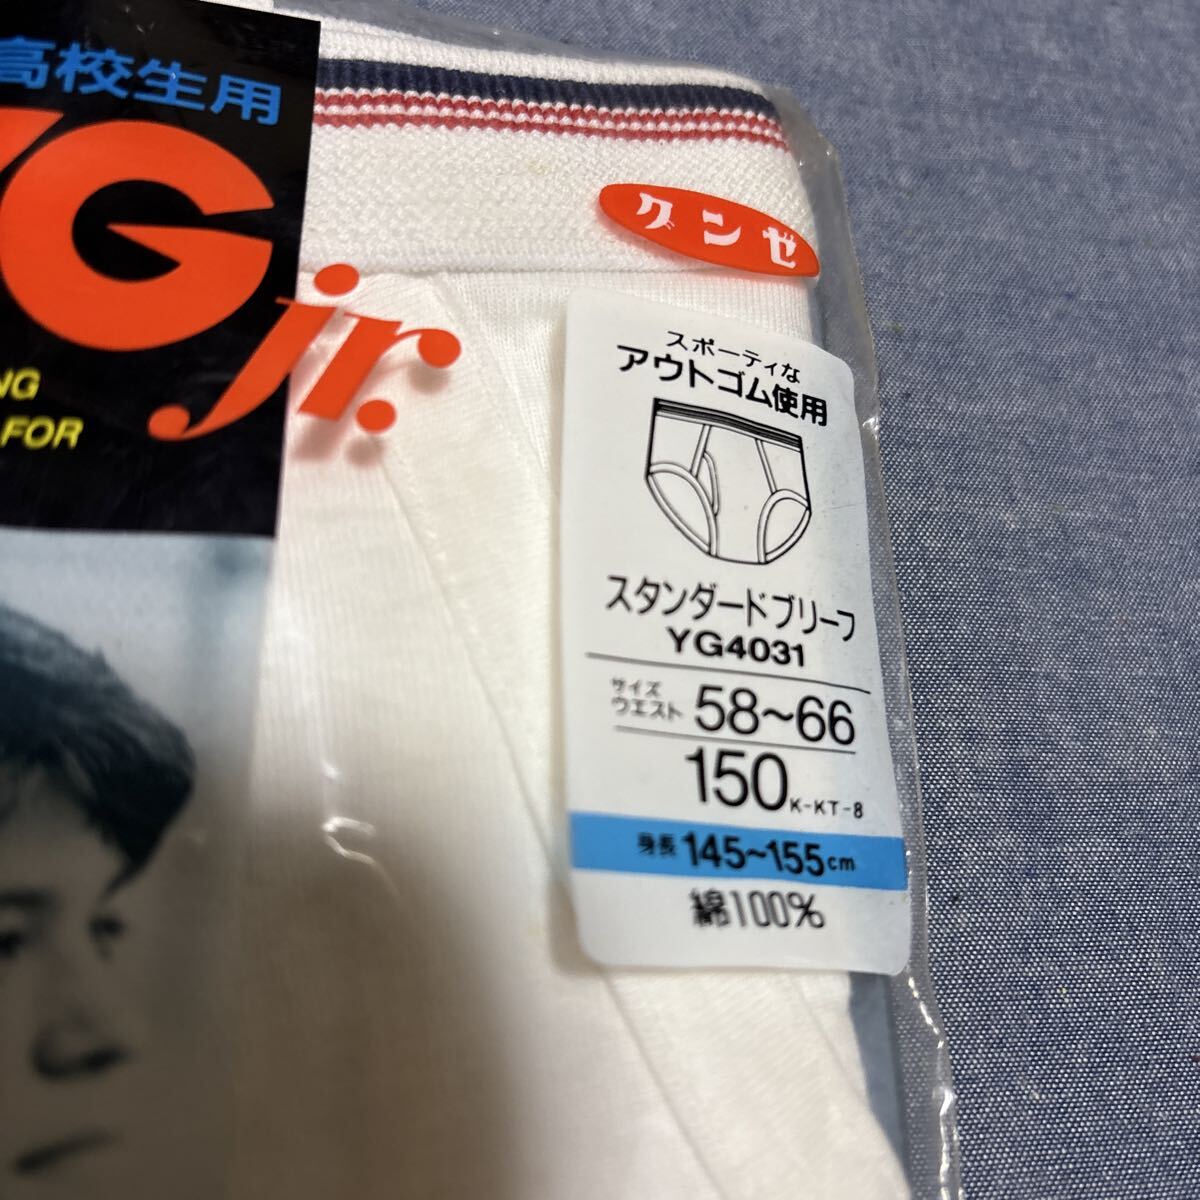 高校生用
YG
jr.
NG
FOR
グンゼ
スポーティな
アウトゴム使用
スタンダードブリーフ
YG4031
サイズ
ウエスト 58～66
150 K-KT-8
身長 145～155cm
綿100%